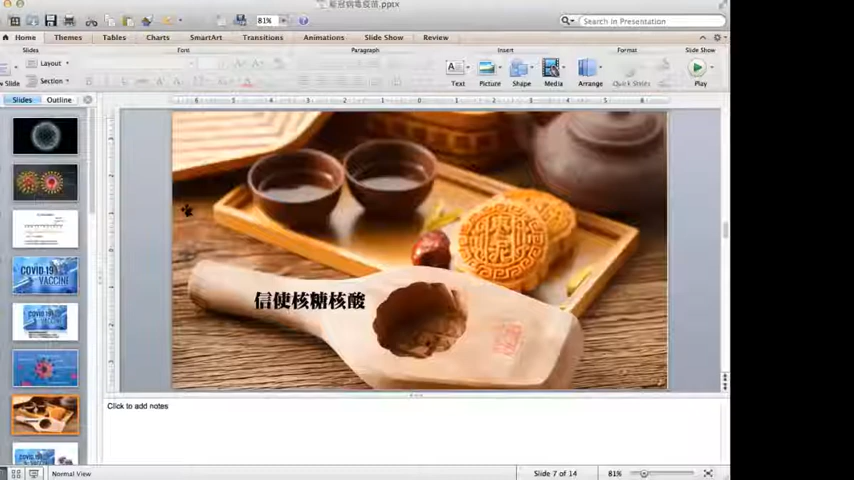 新冠病毒疫苗.pptx
81%
Search in Presentation
Home Themes Tables Charts SmartArt Transitions Animations Slide Show Review
Slides Font Paragraph Insert Format Slide Show
Layout
Section
Slide
Text Picture Shape Media Arrange Quick Styles Play
Slides Outline
COVID 19
VACCINE
信使核糖核酸
Click to add notes
Normal View
Slide 7 of 14
81%